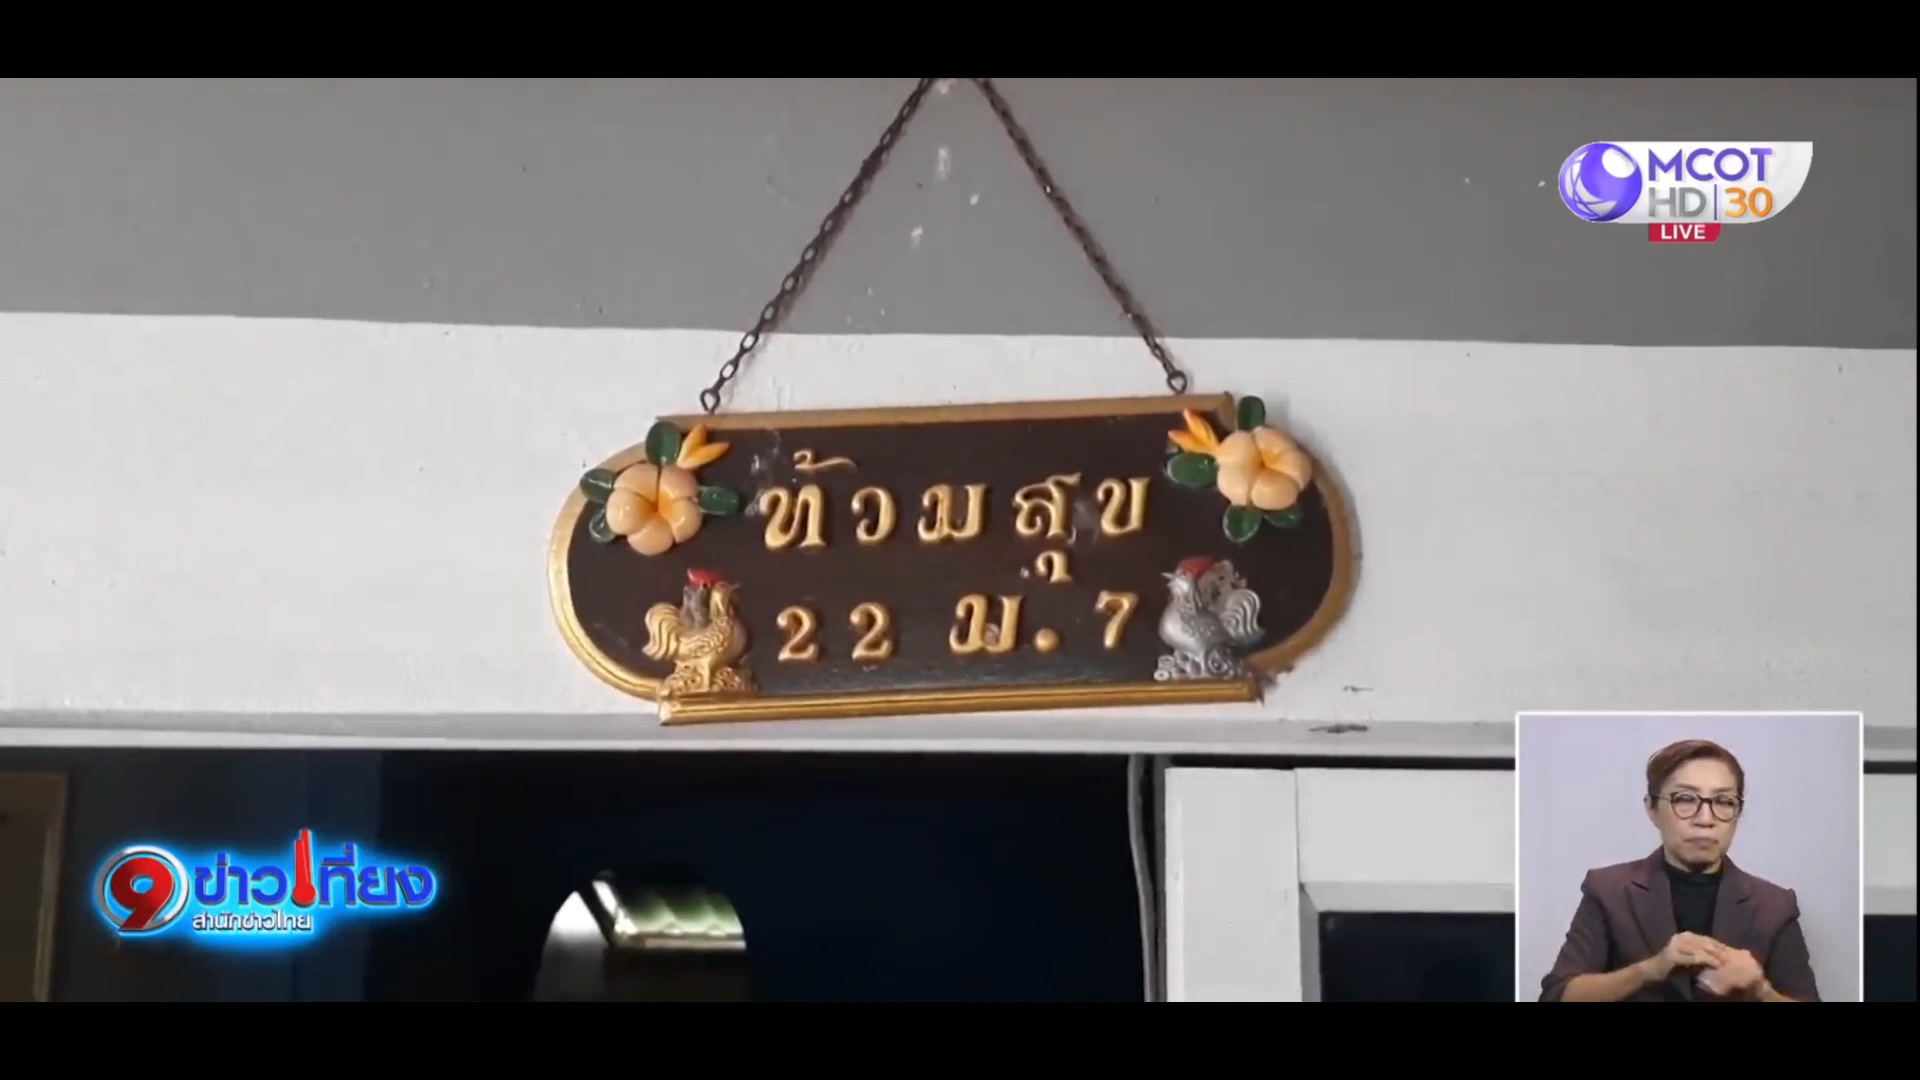 MCOT
HD 30
LIVE
ท้วมสุข
22 ม.7
9 ข่าวเที่ยง
สำนักข่าวไทย